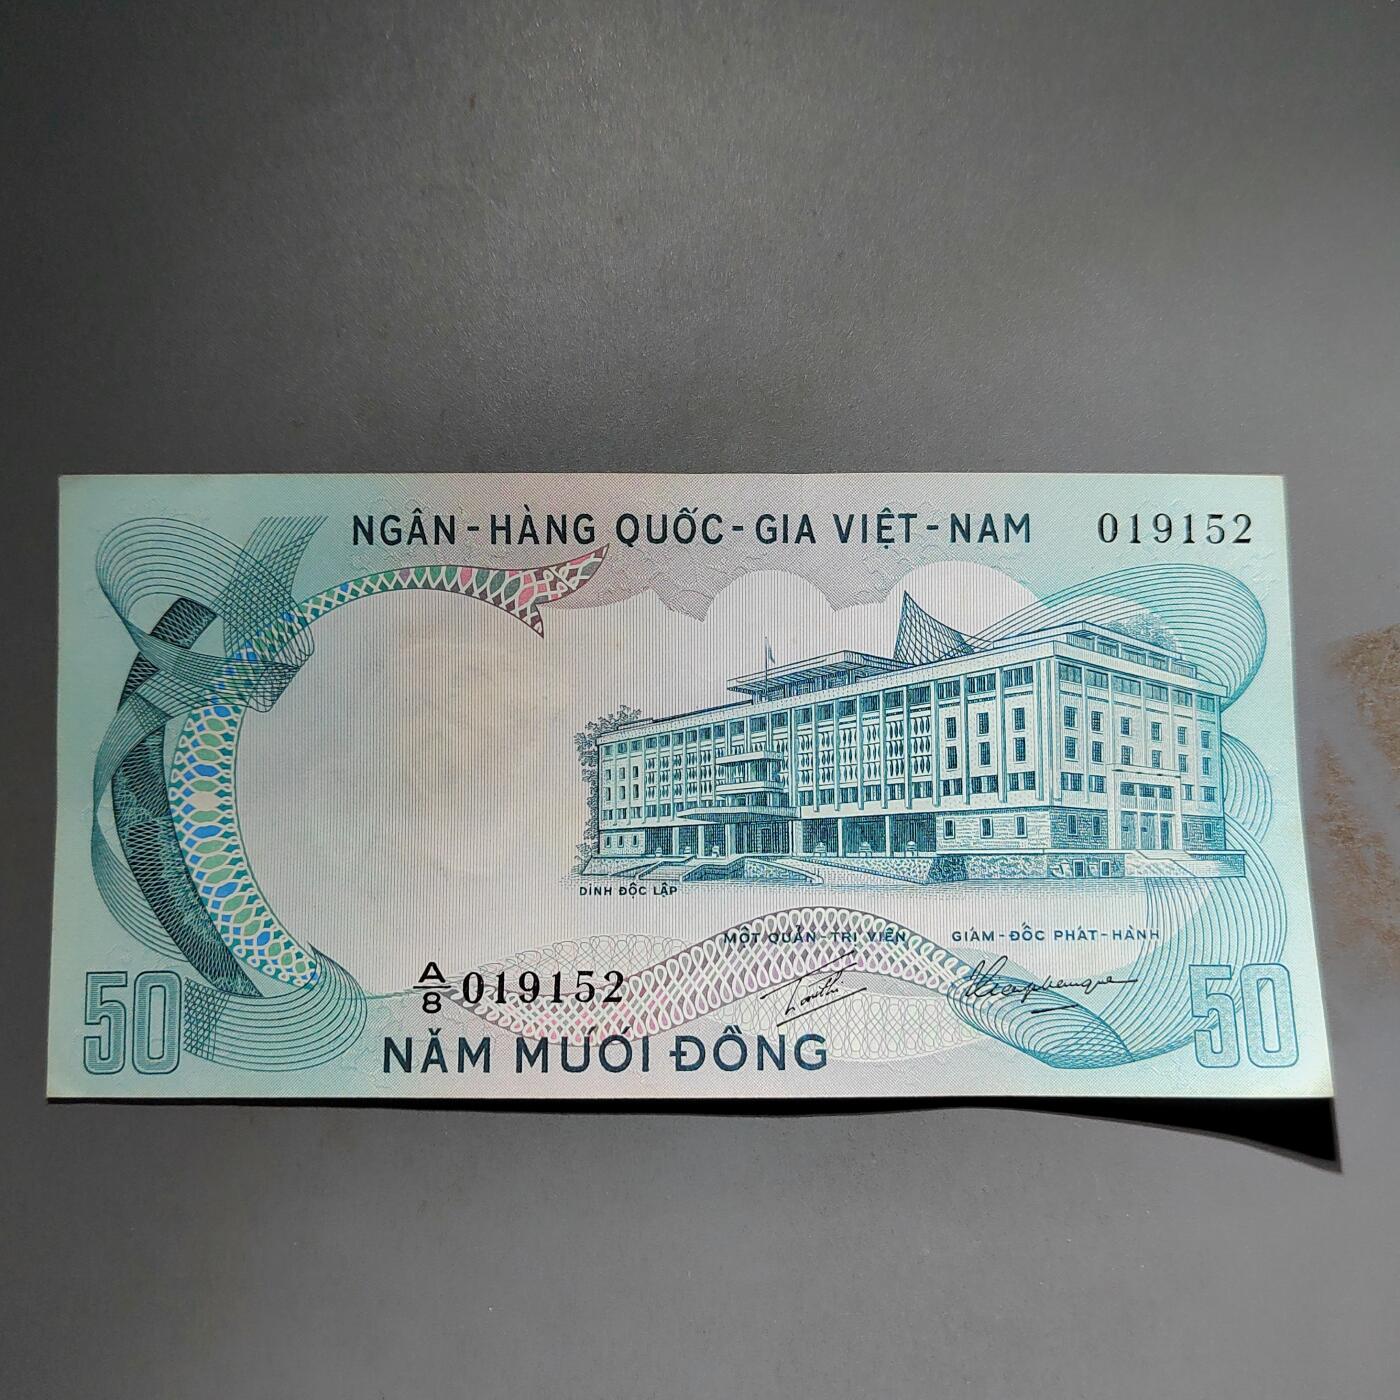 NGÂN-HÀNG QUỐC-GIA VIỆT-NAM 019152
DINH ĐỘC LẬP
MỘT QUẢN-TRỊ VIÊN GIÁM-ĐỐC PHÁT-HÀNH
A/8 019152
50 50
NĂM MƯƠI ĐỒNG